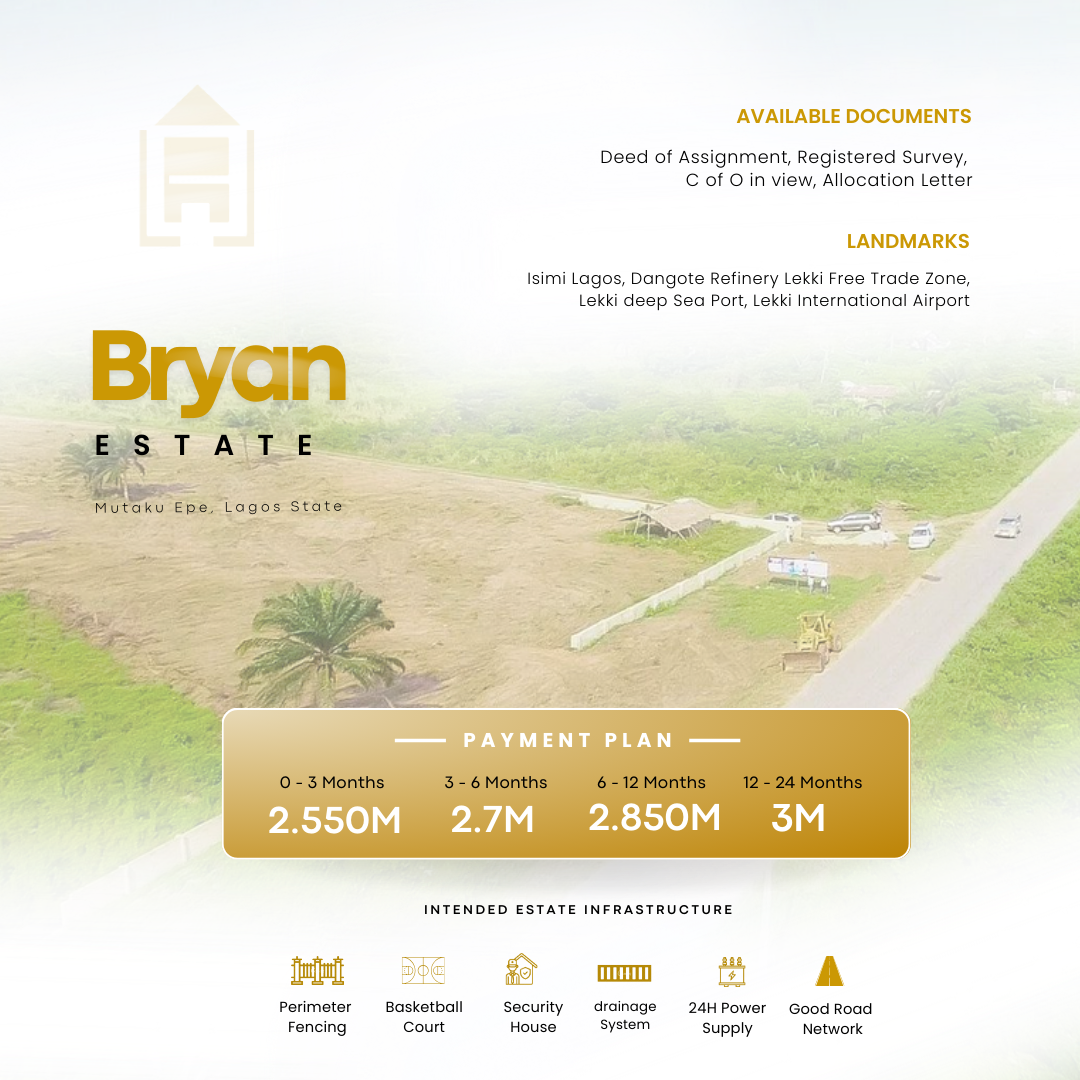 AVAILABLE DOCUMENTS
Deed of Assignment, Registered Survey,
C of O in view, Allocation Letter
LANDMARKS
Isimi Lagos, Dangote Refinery Lekki Free Trade Zone,
Lekki deep Sea Port, Lekki International Airport
Bryan
ESTATE
Mutaku Epe, Lagos State
PAYMENT PLAN
0 - 3 Months 3 - 6 Months 6 - 12 Months 12 - 24 Months
2.550M 2.7M 2.850M 3M
INTENDED ESTATE INFRASTRUCTURE
Perimeter
Fencing
Basketball
Court
Security
House
drainage
System
24H Power
Supply
Good Road
Network